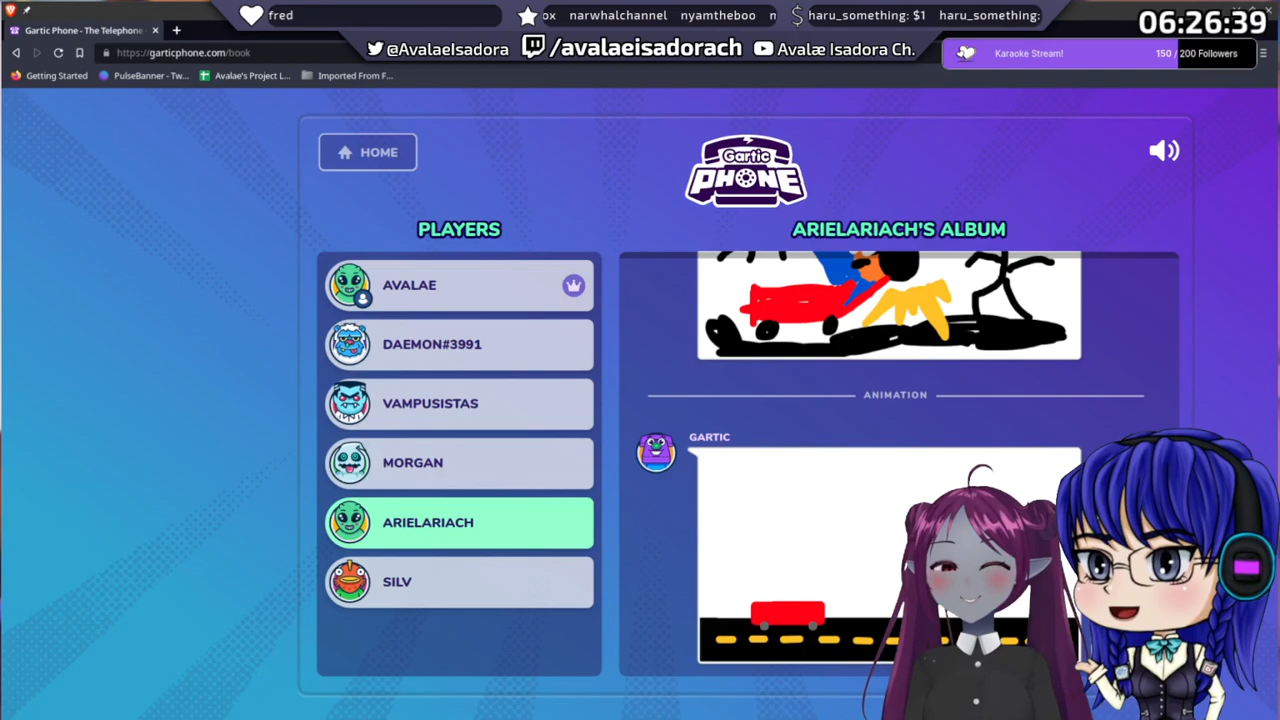 fred
ox narwhalchannel nyamtheboo n
haru_something: $1 haru_something:
06:26:39
Gartic Phone - The Telephone
https://garticphone.com/book
@AvalaeIsadora
/avalaeisadorach
Avalæ Isadora Ch.
Karaoke Stream!
150 / 200 Followers
Getting Started
PulseBanner - Tw...
Avalae's Project L...
Imported From F...
HOME
Gartic
PHONE
PLAYERS
ARIELARIACH'S ALBUM
AVALAE
DAEMON#3991
VAMPUSISTAS
MORGAN
ARIELARIACH
SILV
ANIMATION
GARTIC